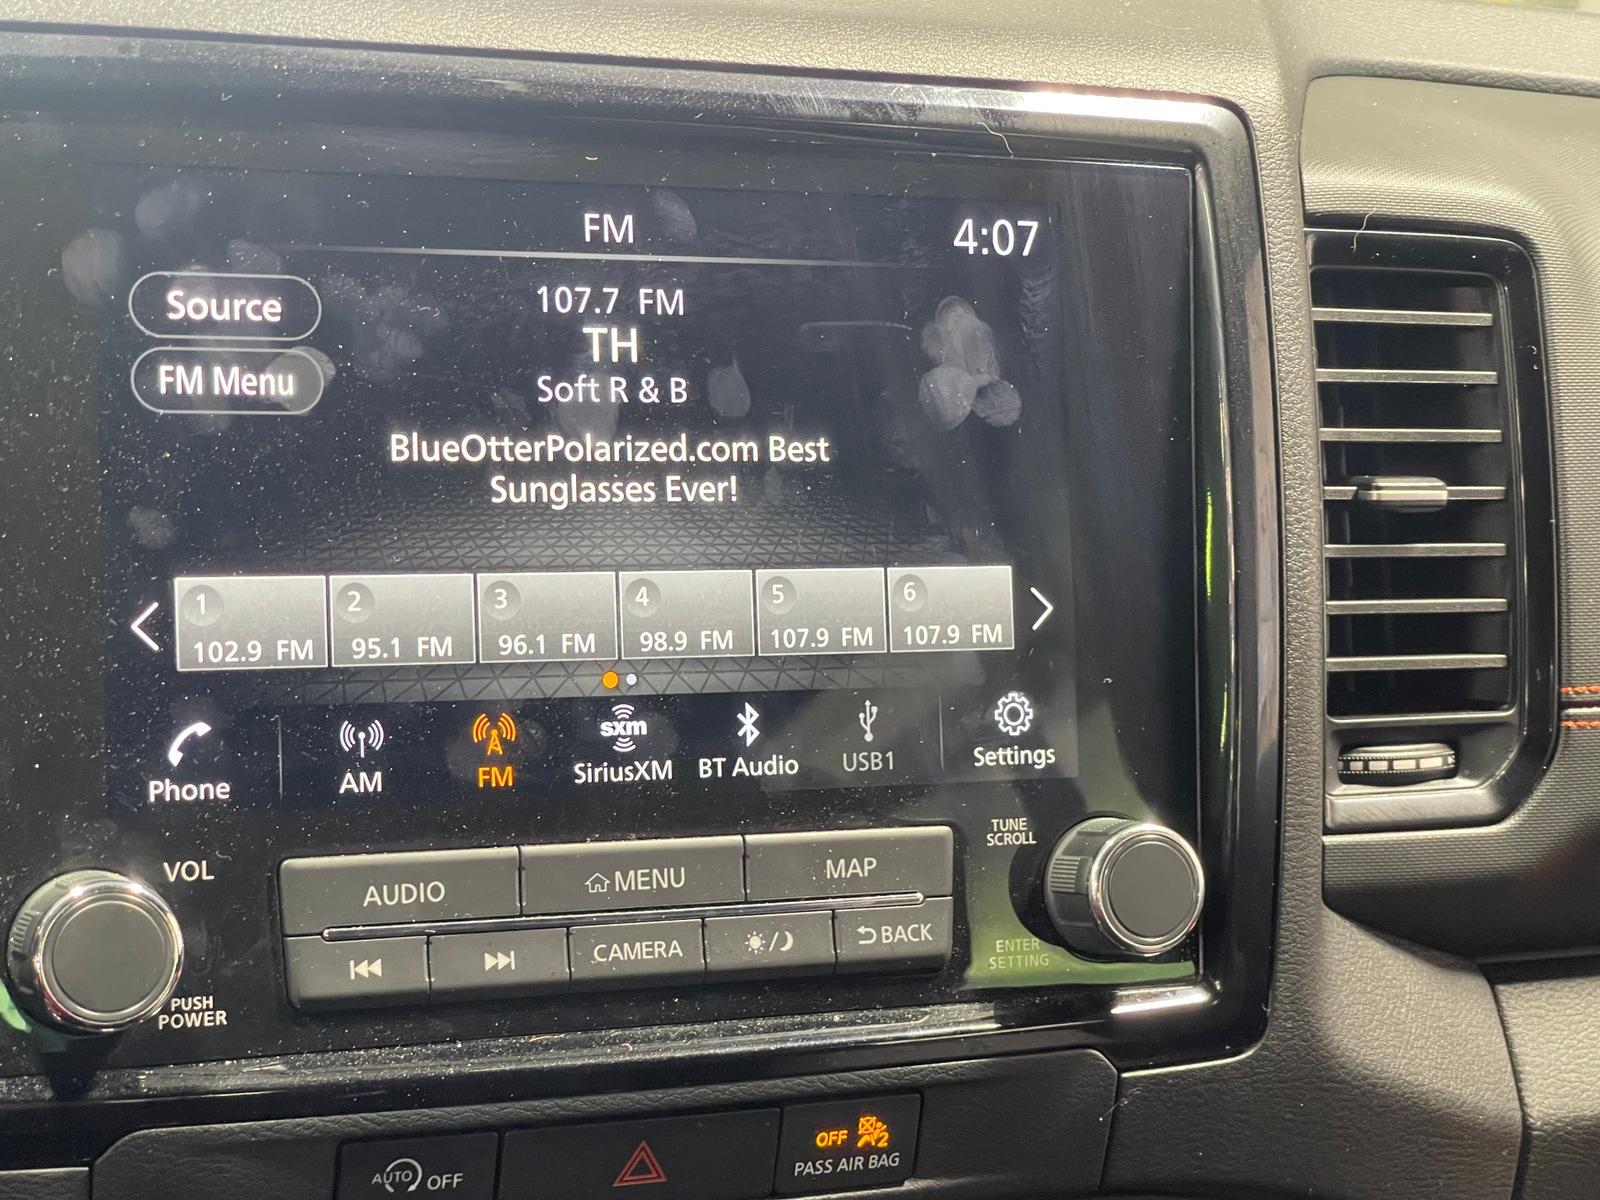 FM
4:07
Source
107.7 FM
TH
FM Menu
Soft R & B
BlueOtterPolarized.com Best
Sunglasses Ever!
1
2
3
4
5
6
102.9 FM
95.1 FM
96.1 FM
98.9 FM
107.9 FM
107.9 FM
sxm
Phone
AM
FM
SiriusXM
BT Audio
USB1
Settings
VOL
TUNE
SCROLL
AUDIO
MENU
MAP
CAMERA
BACK
ENTER
SETTING
PUSH
POWER
AUTO OFF
OFF 2
PASS AIR BAG